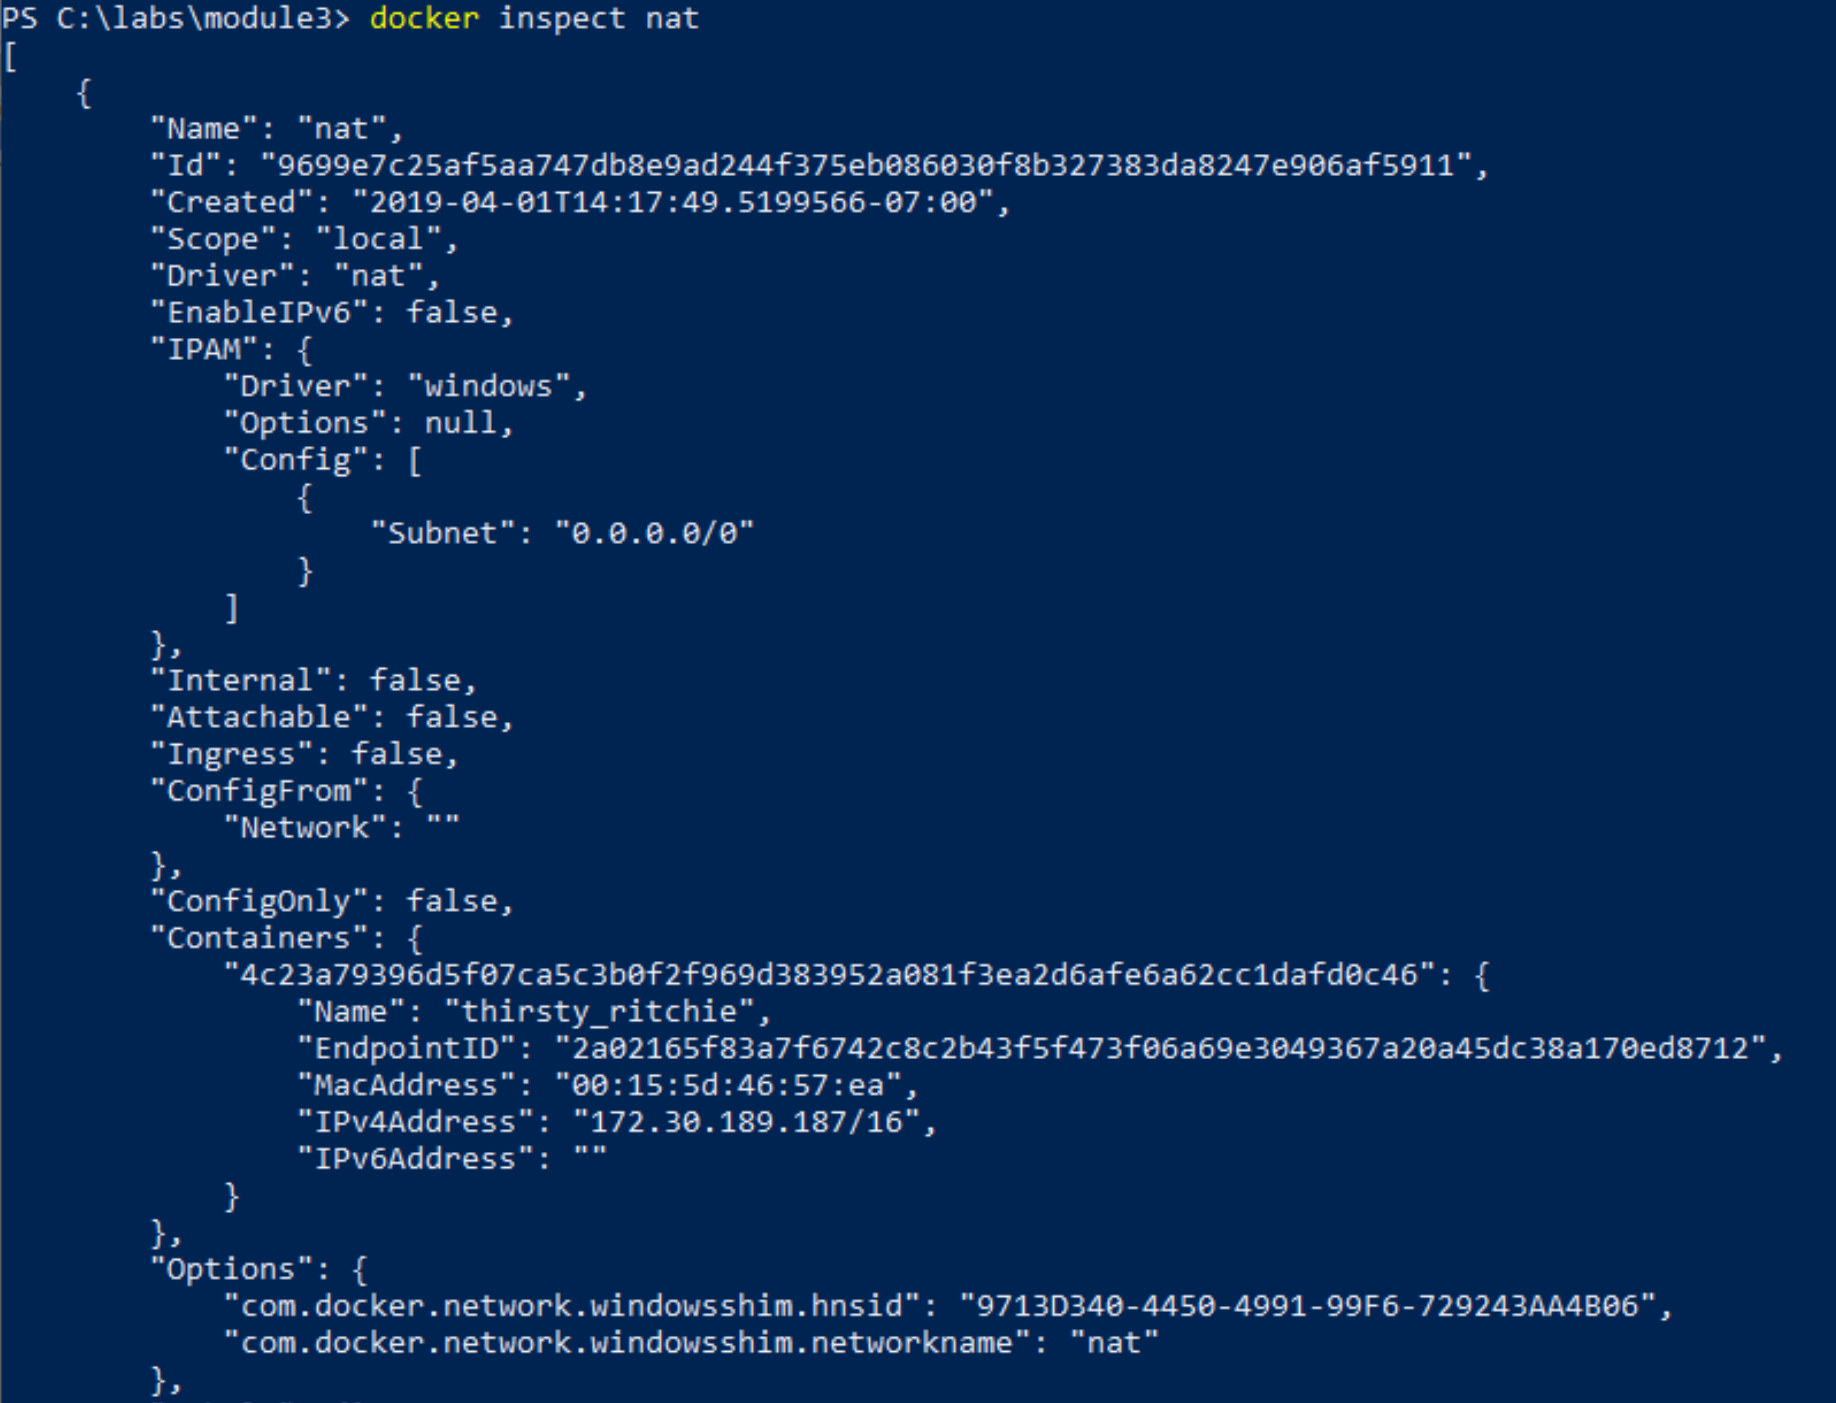 PS C:\labs\module3> docker inspect nat
[
    {
        "Name": "nat",
        "Id": "9699e7c25af5aa747db8e9ad244f375eb086030f8b327383da8247e906af5911",
        "Created": "2019-04-01T14:17:49.5199566-07:00",
        "Scope": "local",
        "Driver": "nat",
        "EnableIPv6": false,
        "IPAM": {
            "Driver": "windows",
            "Options": null,
            "Config": [
                {
                    "Subnet": "0.0.0.0/0"
                }
            ]
        },
        "Internal": false,
        "Attachable": false,
        "Ingress": false,
        "ConfigFrom": {
            "Network": ""
        },
        "ConfigOnly": false,
        "Containers": {
            "4c23a79396d5f07ca5c3b0f2f969d383952a081f3ea2d6afe6a62cc1dafd0c46": {
                "Name": "thirsty_ritchie",
                "EndpointID": "2a02165f83a7f6742c8c2b43f5f473f06a69e3049367a20a45dc38a170ed8712",
                "MacAddress": "00:15:5d:46:57:ea",
                "IPv4Address": "172.30.189.187/16",
                "IPv6Address": ""
            }
        },
        "Options": {
            "com.docker.network.windowsshim.hnsid": "9713D340-4450-4991-99F6-729243AA4B06",
            "com.docker.network.windowsshim.networkname": "nat"
        },